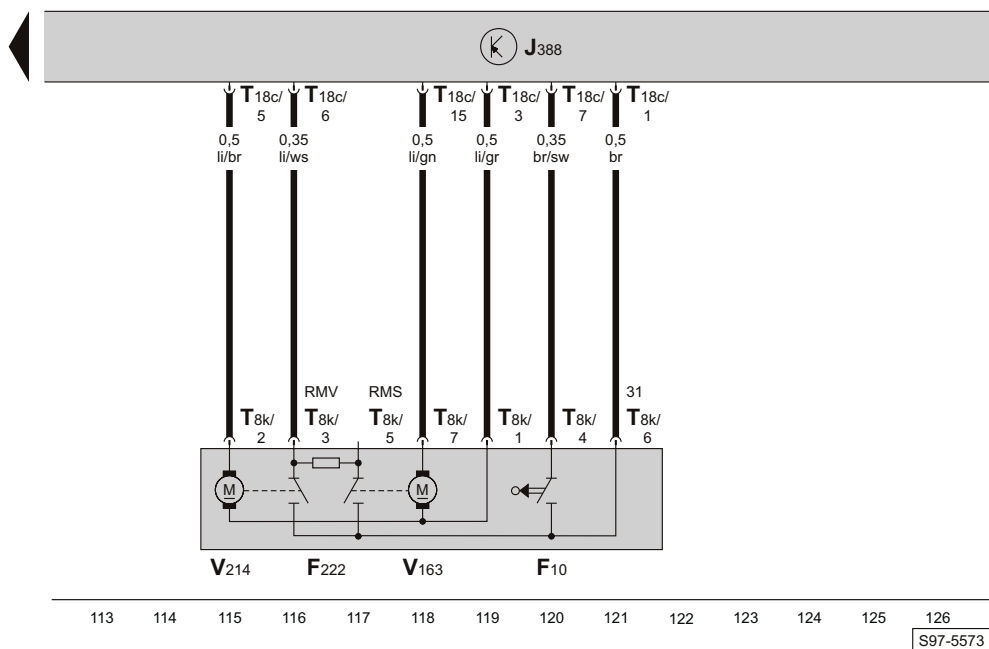 J388
T18c/ T18c/ T18c/ T18c/ T18c/ T18c/
5 6 15 3 7 1
0,5 0,35 0,5 0,5 0,35 0,5
li/br li/ws li/gn li/gr br/sw br
RMV RMS 31
T8k/ T8k/ T8k/ T8k/ T8k/ T8k/ T8k/
2 3 5 7 1 4 6
M M
V214 F222 V163 F10
113 114 115 116 117 118 119 120 121 122 123 124 125 126
S97-5573